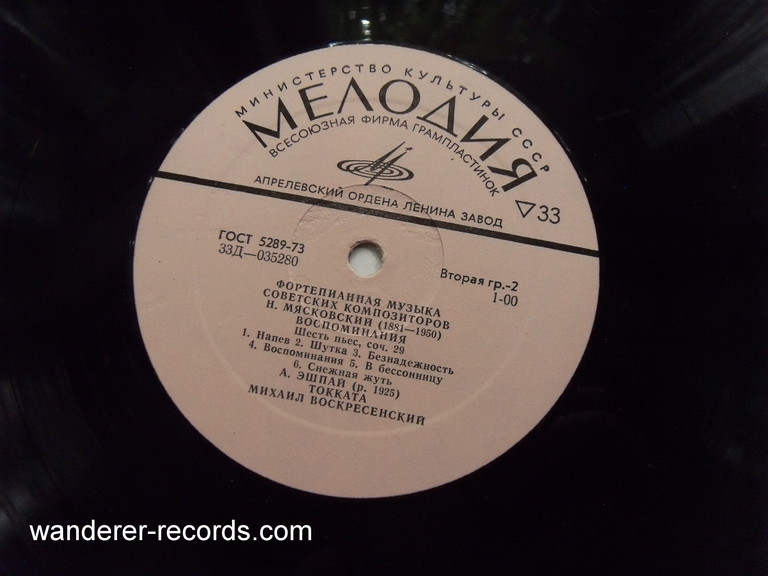 МИНИСТЕРСТВО КУЛЬТУРЫ СССР
МЕЛОДИЯ
ВСЕСОЮЗНАЯ ФИРМА ГРАМПЛАСТИНОК
АПРЕЛЕВСКИЙ ОРДЕНА ЛЕНИНА ЗАВОД
▽33
ГОСТ 5289-73
33Д—035280
Вторая гр.-2
1-00
ФОРТЕПИАННАЯ МУЗЫКА
СОВЕТСКИХ КОМПОЗИТОРОВ
Н. МЯСКОВСКИЙ (1881—1950)
ВОСПОМИНАНИЯ
Шесть пьес, соч. 29
1. Напев 2. Шутка 3. Безнадежность
4. Воспоминания 5. В бессонницу
6. Снежная жуть
А. ЭШПАЙ (р. 1925)
ТОККАТА
МИХАИЛ ВОСКРЕСЕНСКИЙ
wanderer-records.com